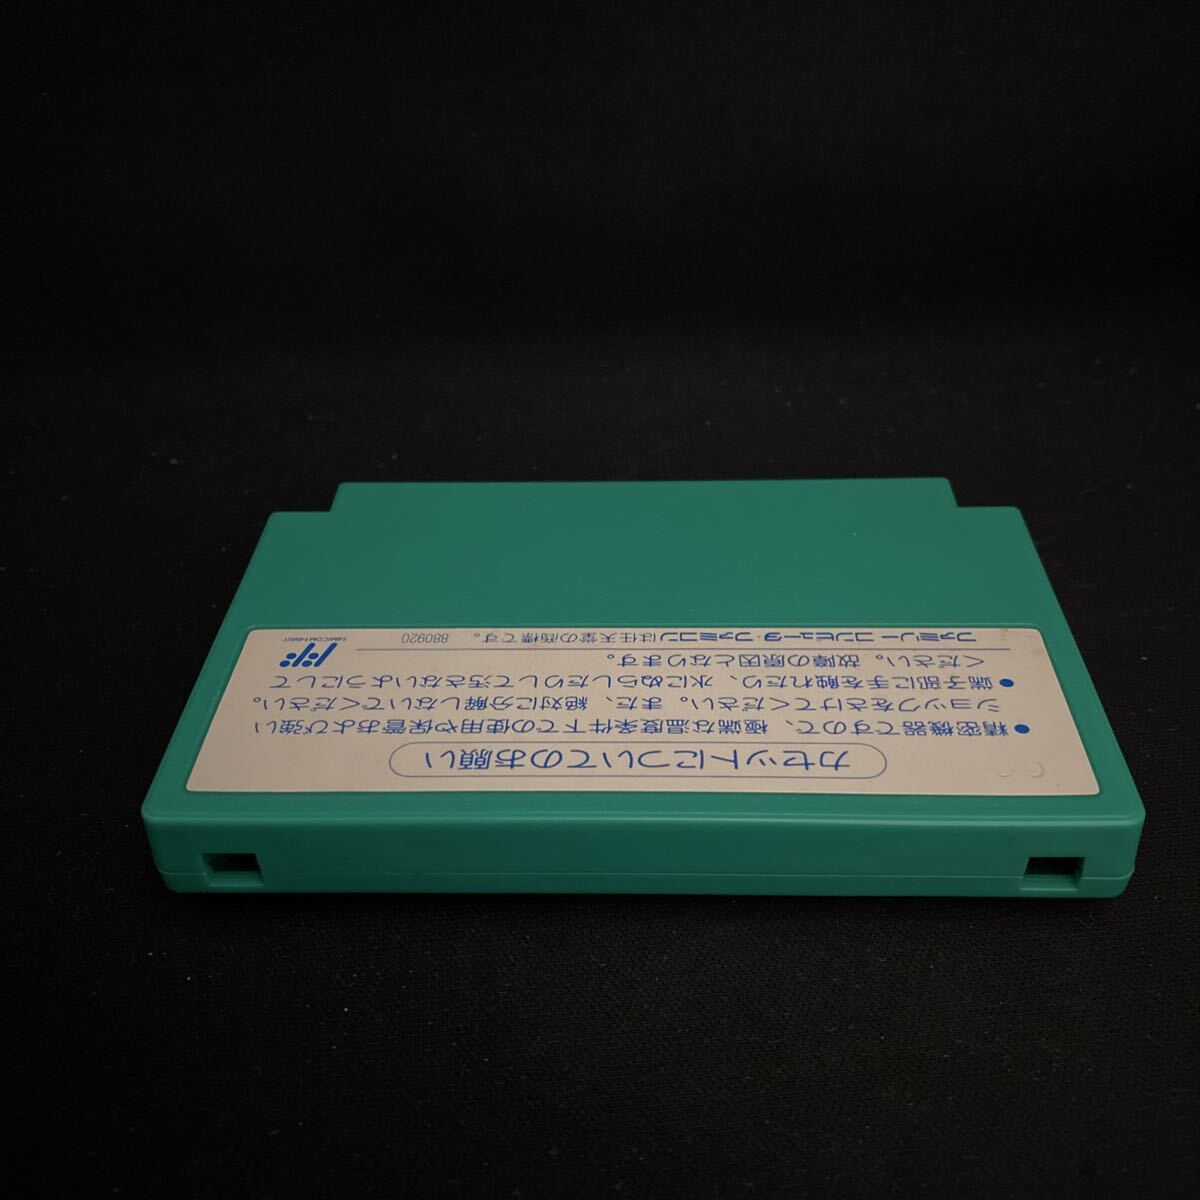 カセットについてのお願い
●精密機器ですので、極端な温度条件下での使用や保管および強い
ショックをさけてください。また、絶対に分解しないでください。
●端子部に手を触れたり、水にぬらしたりして汚さないようにして
ください。故障の原因となります。
ファミリーコンピュータ・ファミコンは任天堂の商標です。 880920
FAMICOM FAMILY